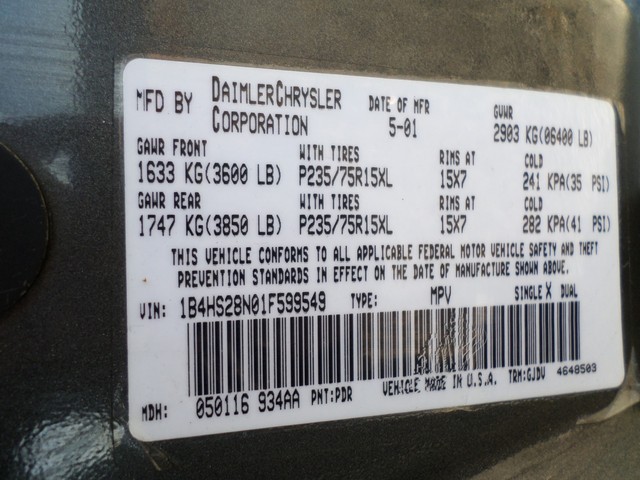 MFD BY DAIMLERCHRYSLER CORPORATION DATE OF MFR 5-01 GVWR 2903 KG(06400 LB)
GAWR FRONT WITH TIRES RIMS AT COLD
1633 KG(3600 LB) P235/75R15XL 15X7 241 KPA(35 PSI)
GAWR REAR WITH TIRES RIMS AT COLD
1747 KG(3850 LB) P235/75R15XL 15X7 282 KPA(41 PSI)
THIS VEHICLE CONFORMS TO ALL APPLICABLE FEDERAL MOTOR VEHICLE SAFETY AND THEFT
PREVENTION STANDARDS IN EFFECT ON THE DATE OF MANUFACTURE SHOWN ABOVE.
VIN: 1B4HS28N01F599549 TYPE: MPV SINGLE X DUAL
VEHICLE MADE IN U.S.A. TRM:GJDV 4648503
MDH: 050116 934AA PNT:PDR